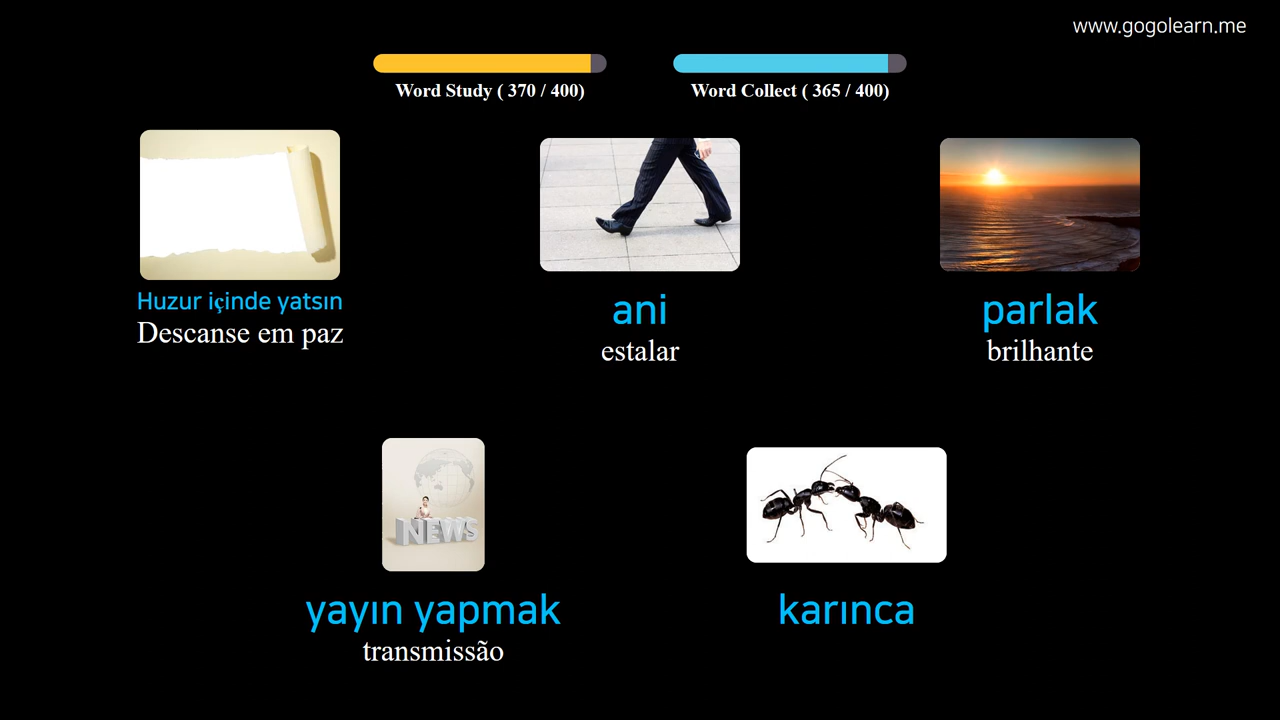 www.gogolearn.me
Word Study ( 370 / 400)
Word Collect ( 365 / 400)
Huzur içinde yatsın
Descanse em paz
ani
estalar
parlak
brilhante
NEWS
yayın yapmak
transmissão
karınca